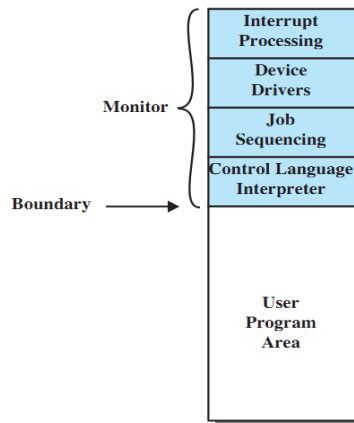 Interrupt
Processing
Device
Drivers
Monitor
Job
Sequencing
Control Language
Interpreter
Boundary
User
Program
Area